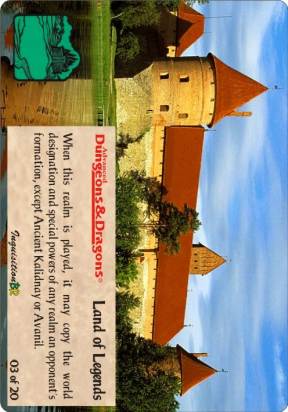 Land of Legends
Advanced
Dungeons & Dragons®
When this realm is played, it may copy the world
designation and special powers of any realm an opponent's
formation, except Ancient Kalidnay or Avanil.
Inquisition
03 of 20